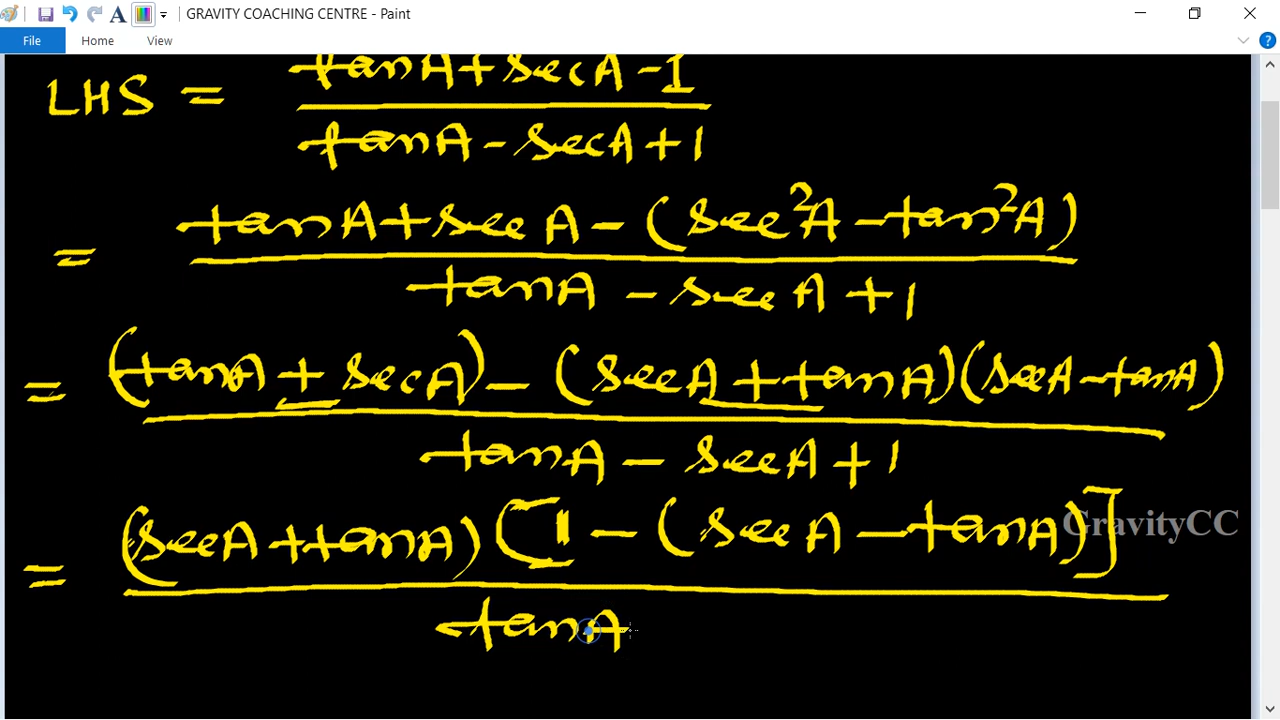 GRAVITY COACHING CENTRE - Paint
File Home View
LHS = tanA+secA-1
tanA-secA+1
= tanA+secA-(sec²A-tan²A)
tanA-secA+1
= (tanA+secA)-(secA+tanA)(secA-tanA)
tanA-secA+1
= (secA+tanA)[1-(secA-tanA)]
GravityCC
tanA